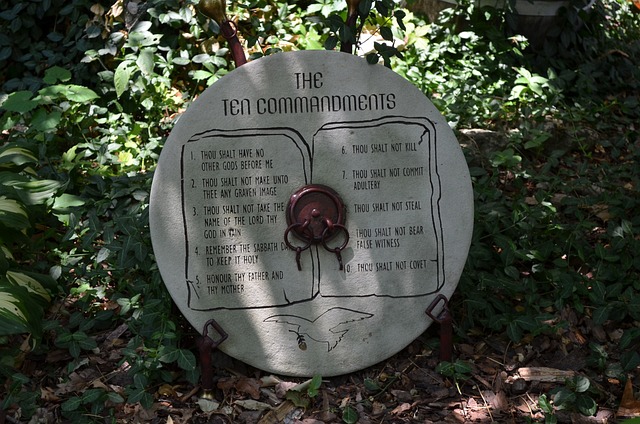 THE
TEN COMMANDMENTS
1. THOU SHALT HAVE NO
OTHER GODS BEFORE ME
2. THOU SHALT NOT MAKE UNTO
THEE ANY GRAVEN IMAGE
3. THOU SHALT NOT TAKE THE
NAME OF THE LORD THY
GOD IN
4. REMEMBER THE SABBATH
TO KEEP IT HOLY
5. HONOUR THY FATHER AND
THY MOTHER
6. THOU SHALT NOT KILL
7. THOU SHALT NOT COMMIT
ADULTERY
THOU SHALT NOT STEAL
THOU SHALT NOT BEAR
FALSE WITNESS
10. THOU SHALT NOT COVET